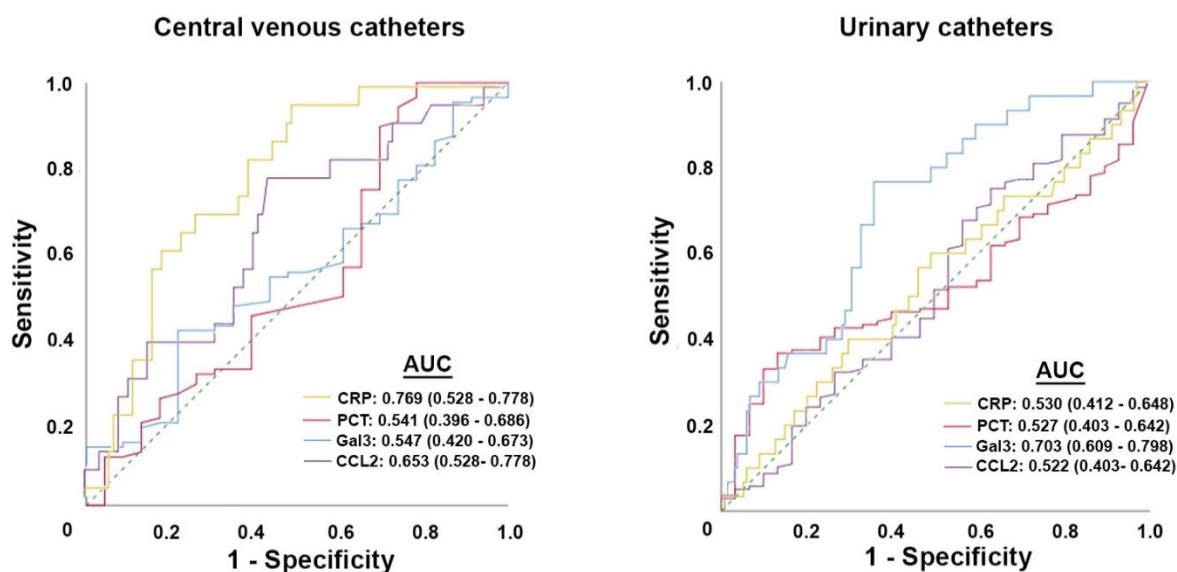 Central venous catheters
Urinary catheters
Sensitivity
1.0
0.8
0.6
0.4
0.2
0
0.2
0.4
0.6
0.8
1.0
1 - Specificity
AUC
CRP: 0.769 (0.528 - 0.778)
PCT: 0.541 (0.396 - 0.686)
Gal3: 0.547 (0.420 - 0.673)
CCL2: 0.653 (0.528- 0.778)
Sensitivity
1.0
0.8
0.6
0.4
0.2
0
0.2
0.4
0.6
0.8
1.0
1 - Specificity
AUC
CRP: 0.530 (0.412 - 0.648)
PCT: 0.527 (0.403 - 0.642)
Gal3: 0.703 (0.609 - 0.798)
CCL2: 0.522 (0.403- 0.642)